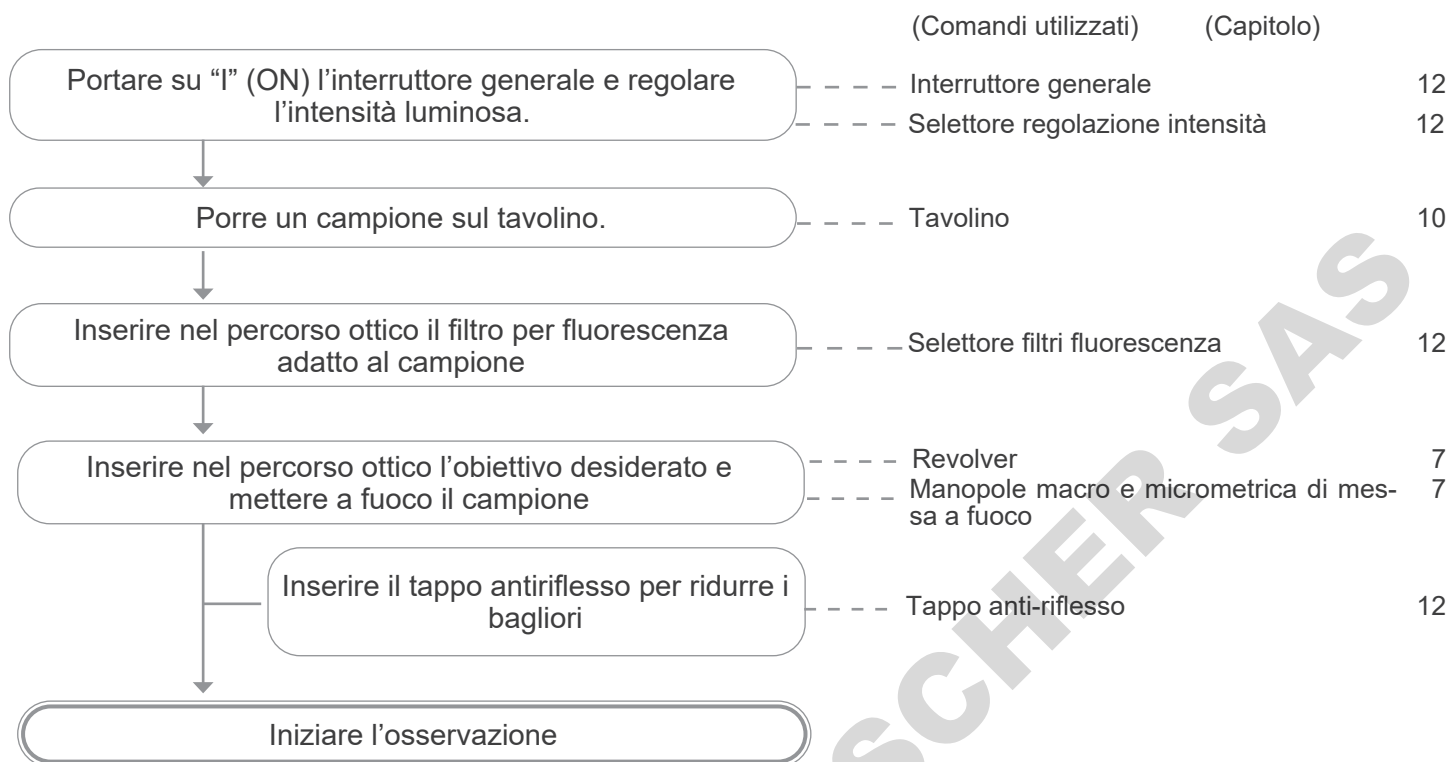 (Comandi utilizzati) (Capitolo)
Portare su “I” (ON) l’interruttore generale e regolare
l’intensità luminosa.
Interruttore generale 12
Selettore regolazione intensità 12
Porre un campione sul tavolino.
Tavolino 10
Inserire nel percorso ottico il filtro per fluorescenza
adatto al campione
Selettore filtri fluorescenza 12
Inserire nel percorso ottico l’obiettivo desiderato e
mettere a fuoco il campione
Revolver 7
Manopole macro e micrometrica di mes- 7
sa a fuoco
Inserire il tappo antiriflesso per ridurre i
bagliori
Tappo anti-riflesso 12
Iniziare l’osservazione
SCHER SAS